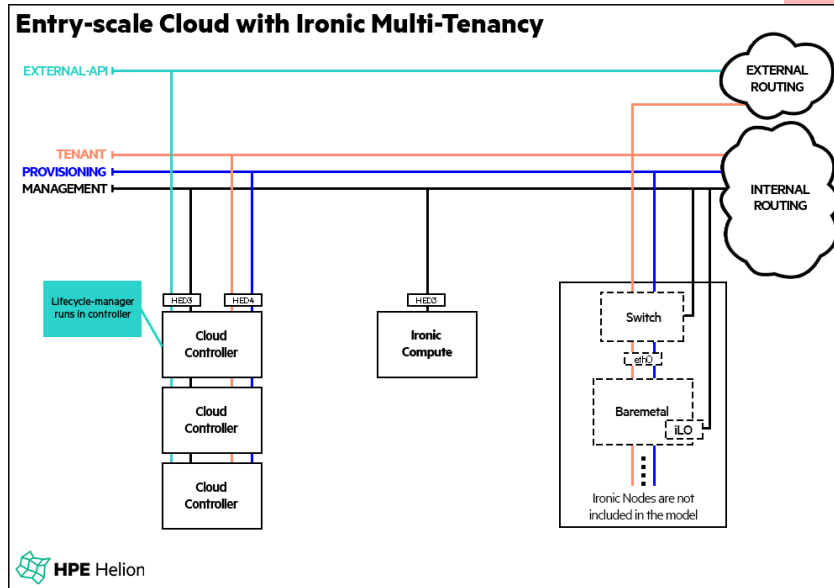 Entry-scale Cloud with Ironic Multi-Tenancy
EXTERNAL-API
EXTERNAL
ROUTING
TENANT
PROVISIONING
MANAGEMENT
INTERNAL
ROUTING
Lifecycle-manager
runs in controller
HED3
HED4
HED3
Cloud
Controller
Ironic
Compute
Switch
eth0
Cloud
Controller
Baremetal
iLO
Cloud
Controller
Ironic Nodes are not
included in the model
HPE Helion